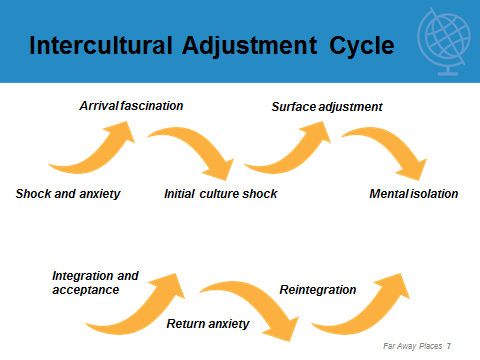 Intercultural Adjustment Cycle
Arrival fascination
Surface adjustment
Shock and anxiety
Initial culture shock
Mental isolation
Integration and
acceptance
Reintegration
Return anxiety
Far Away Places 7